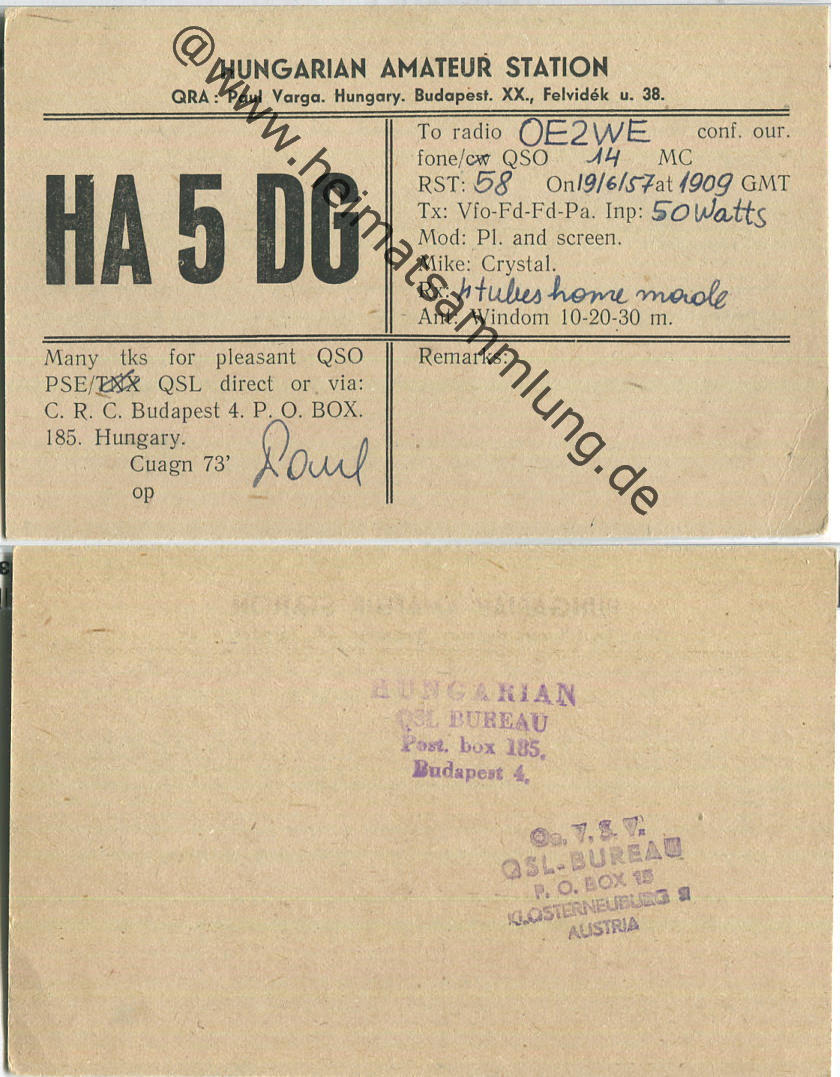 HUNGARIAN AMATEUR STATION
QRA: Paul Varga. Hungary. Budapest. XX., Felvidék u. 38.
HA 5 DG
To radio OE2WE conf. our.
fone/cw QSO 14 MC
RST: 58 On 19/6/57 at 1909 GMT
Tx: Vfo-Fd-Fd-Pa. Inp: 50 Watts
Mod: Pl. and screen.
Mike: Crystal.
Rx: 4 tubes home made
Ant: Windom 10-20-30 m.
Many tks for pleasant QSO
PSE/TNX QSL direct or via:
C. R. C. Budapest 4. P. O. BOX.
185. Hungary.
Cuagn 73'
op Paul
Remarks:
@www.heimatsammlung.de
HUNGARIAN
QSL BUREAU
Post. box 185.
Budapest 4.
Oe. V. S. V.
QSL-BUREAU
P. O. BOX 15
KLOSTERNEUBURG
AUSTRIA